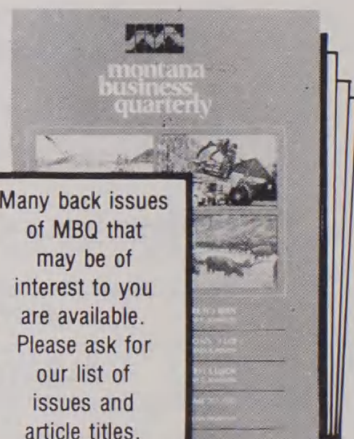 montana
business
quarterly
Many back issues
of MBQ that
may be of
interest to you
are available.
Please ask for
our list of
issues and
article titles.